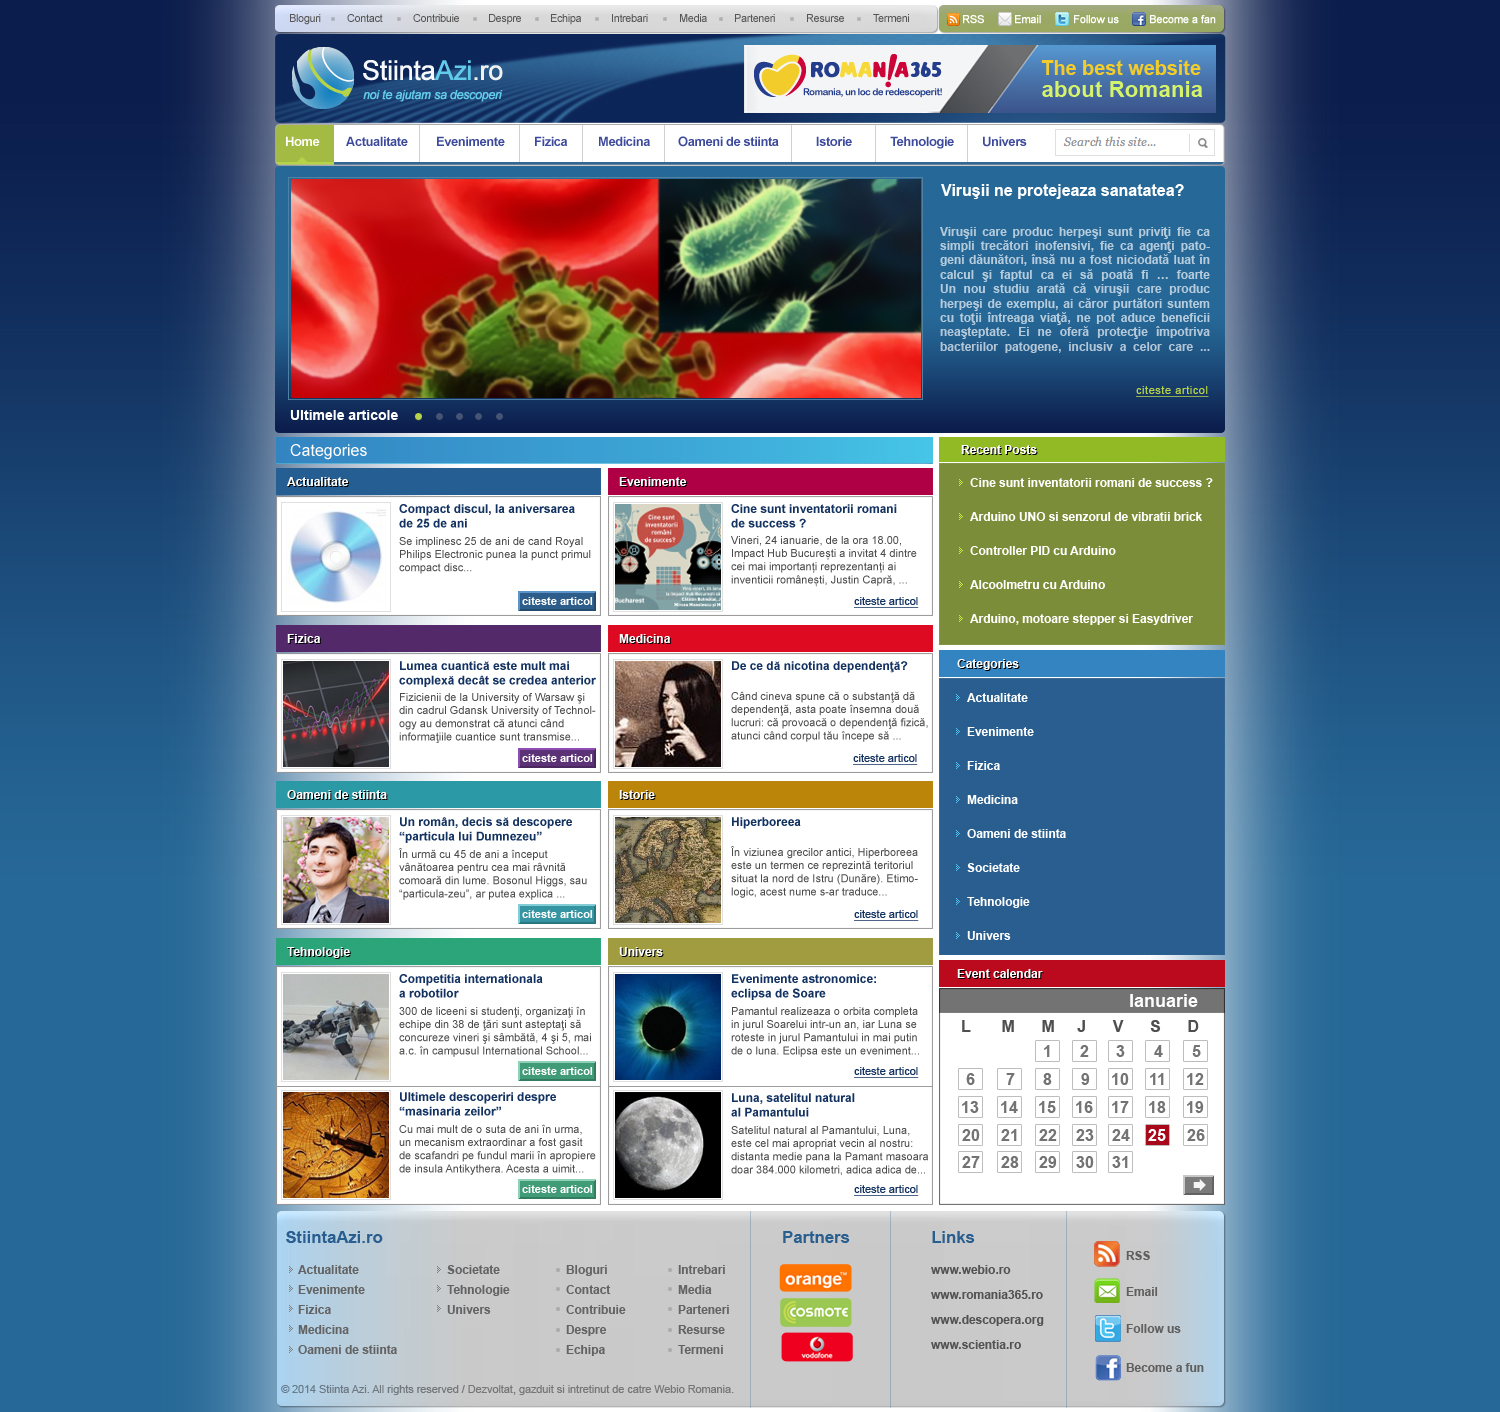 Bloguri Contact Contribuie Despre Echipa Intrebari Media Parteneri Resurse Termeni RSS Email Follow us Become a fan
StiintaAzi.ro
noi te ajutam sa descoperi
ROMANIA365
Romania, un loc de redescoperit!
The best website
about Romania
Home Actualitate Evenimente Fizica Medicina Oameni de stiinta Istorie Tehnologie Univers Search this site...
Viruşii ne protejeaza sanatatea?
Viruşii care produc herpeşi sunt priviţi fie ca
simpli trecători inofensivi, fie ca agenţi pato-
geni dăunători, însă nu a fost niciodată luat în
calcul şi faptul ca ei să poată fi ... foarte
Un nou studiu arată că viruşii care produc
herpeşi de exemplu, ai căror purtători suntem
cu toţii întreaga viaţă, ne pot aduce beneficii
neaşteptate. Ei ne oferă protecţie împotriva
bacteriilor patogene, inclusiv a celor care ...
citeste articol
Ultimele articole
Categories
Actualitate
Compact discul, la aniversarea
de 25 de ani
Se implinesc 25 de ani de cand Royal
Philips Electronic punea la punct primul
compact disc...
citeste articol
Evenimente
Cine sunt
inventatorii
români
de succes?
Bucharest
Cine sunt inventatorii romani
de success ?
Vineri, 24 ianuarie, de la ora 18.00,
Impact Hub București a invitat 4 dintre
cei mai importanți reprezentanți ai
inventicii românești, Justin Capră, ...
citeste articol
Fizica
Lumea cuantică este mult mai
complexă decât se credea anterior
Fizicienii de la University of Warsaw şi
din cadrul Gdansk University of Technol-
ogy au demonstrat că atunci când
informaţiile cuantice sunt transmise...
citeste articol
Medicina
De ce dă nicotina dependenţă?
Când cineva spune că o substanţă dă
dependenţă, asta poate însemna două
lucruri: că provoacă o dependenţă fizică,
atunci când corpul tău începe să ...
citeste articol
Oameni de stiinta
Un român, decis să descopere
“particula lui Dumnezeu”
În urmă cu 45 de ani a început
vânătoarea pentru cea mai râvnită
comoară din lume. Bosonul Higgs, sau
“particula-zeu”, ar putea explica ...
citeste articol
Istorie
Hiperboreea
În viziunea grecilor antici, Hiperboreea
este un termen ce reprezintă teritoriul
situat la nord de Istru (Dunăre). Etimo-
logic, acest nume s-ar traduce...
citeste articol
Tehnologie
Competitia internationala
a robotilor
300 de liceeni si studenţi, organizaţi în
echipe din 38 de ţări sunt asteptaţi să
concureze vineri şi sâmbătă, 4 şi 5, mai
a.c. în campusul International School...
citeste articol
Ultimele descoperiri despre
“masinaria zeilor”
Cu mai mult de o suta de ani în urma,
un mecanism extraordinar a fost gasit
de scafandri pe fundul marii în apropiere
de insula Antikythera. Acesta a uimit...
citeste articol
Univers
Evenimente astronomice:
eclipsa de Soare
Pamantul realizeaza o orbita completa
in jurul Soarelui intr-un an, iar Luna se
roteste in jurul Pamantului in mai putin
de o luna. Eclipsa este un eveniment...
citeste articol
Luna, satelitul natural
al Pamantului
Satelitul natural al Pamantului, Luna,
este cel mai apropriat vecin al nostru:
distanta medie pana la Pamant masoara
doar 384.000 kilometri, adica adica de...
citeste articol
Recent Posts
Cine sunt inventatorii romani de success ?
Arduino UNO si senzorul de vibratii brick
Controller PID cu Arduino
Alcoolmetru cu Arduino
Arduino, motoare stepper si Easydriver
Categories
Actualitate
Evenimente
Fizica
Medicina
Oameni de stiinta
Societate
Tehnologie
Univers
Event calendar
Ianuarie
L M M J V S D
1 2 3 4 5
6 7 8 9 10 11 12
13 14 15 16 17 18 19
20 21 22 23 24 25 26
27 28 29 30 31
StiintaAzi.ro
Actualitate Societate Bloguri Intrebari
Evenimente Tehnologie Contact Media
Fizica Univers Contribuie Parteneri
Medicina Despre Resurse
Oameni de stiinta Echipa Termeni
© 2014 Stiinta Azi. All rights reserved / Dezvoltat, gazduit si intretinut de catre Webio Romania.
Partners
orange™
COSMOTE
vodafone
Links
www.webio.ro
www.romania365.ro
www.descopera.org
www.scientia.ro
RSS
Email
Follow us
Become a fun